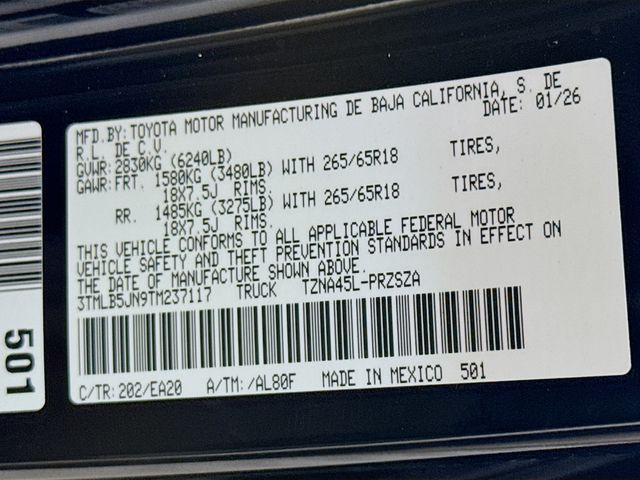 MFD.BY:TOYOTA MOTOR MANUFACTURING DE BAJA CALIFORNIA, S. DE
R.L. DE C.V. DATE: 01/26
GVWR:2830KG (6240LB)
GAWR:FRT. 1580KG (3480LB) WITH 265/65R18 TIRES,
18X7.5J RIMS.
RR. 1485KG (3275LB) WITH 265/65R18 TIRES,
18X7.5J RIMS.
THIS VEHICLE CONFORMS TO ALL APPLICABLE FEDERAL MOTOR
VEHICLE SAFETY AND THEFT PREVENTION STANDARDS IN EFFECT ON
THE DATE OF MANUFACTURE SHOWN ABOVE.
3TMLB5JN9TM237117 TRUCK TZNA45L-PRZSZA
C/TR:202/EA20 A/TM:/AL80F MADE IN MEXICO 501
501